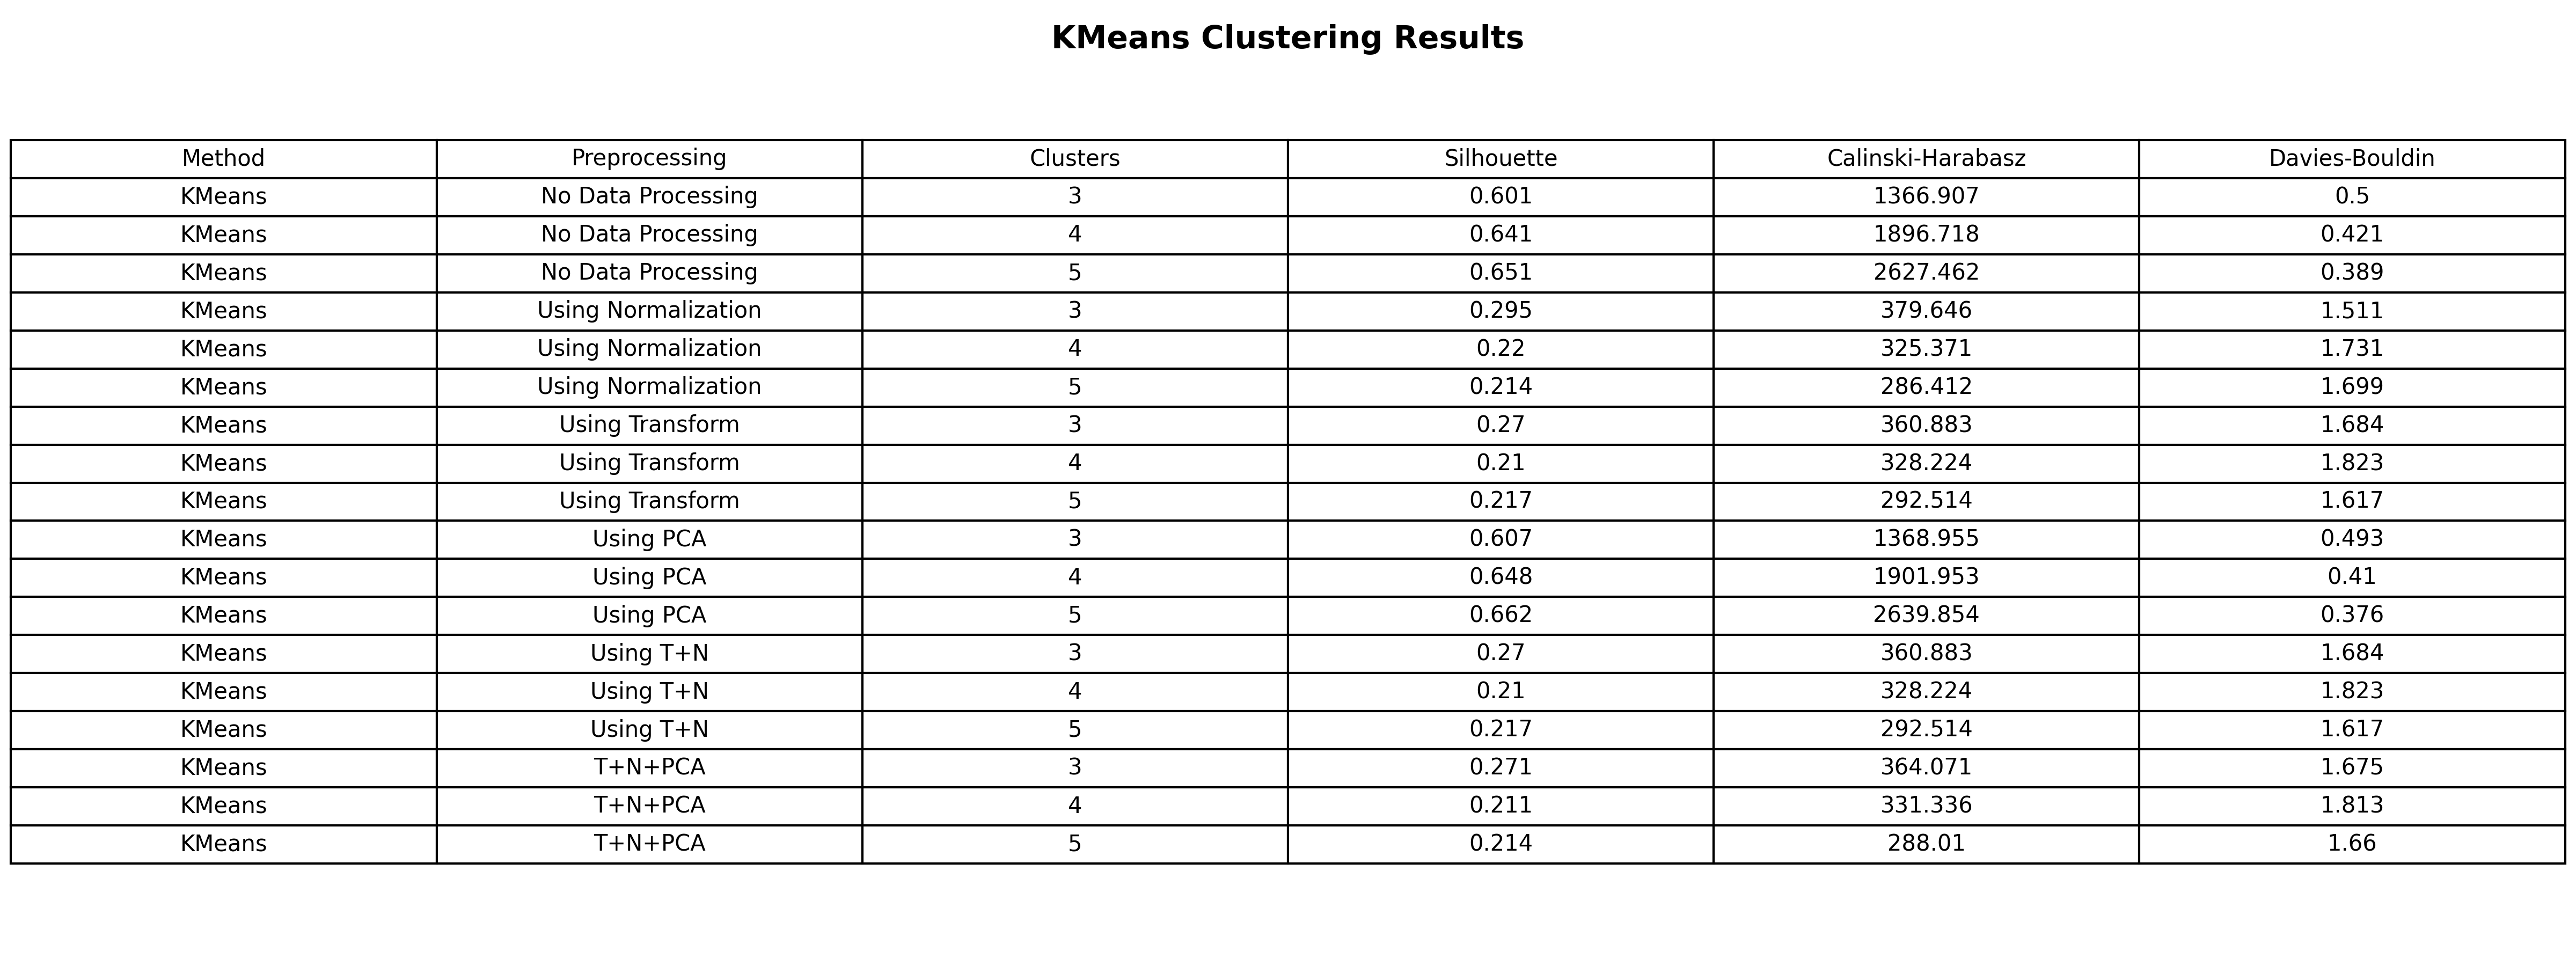 KMeans Clustering Results
Method Preprocessing Clusters Silhouette Calinski-Harabasz Davies-Bouldin
KMeans No Data Processing 3 0.601 1366.907 0.5
KMeans No Data Processing 4 0.641 1896.718 0.421
KMeans No Data Processing 5 0.651 2627.462 0.389
KMeans Using Normalization 3 0.295 379.646 1.511
KMeans Using Normalization 4 0.22 325.371 1.731
KMeans Using Normalization 5 0.214 286.412 1.699
KMeans Using Transform 3 0.27 360.883 1.684
KMeans Using Transform 4 0.21 328.224 1.823
KMeans Using Transform 5 0.217 292.514 1.617
KMeans Using PCA 3 0.607 1368.955 0.493
KMeans Using PCA 4 0.648 1901.953 0.41
KMeans Using PCA 5 0.662 2639.854 0.376
KMeans Using T+N 3 0.27 360.883 1.684
KMeans Using T+N 4 0.21 328.224 1.823
KMeans Using T+N 5 0.217 292.514 1.617
KMeans T+N+PCA 3 0.271 364.071 1.675
KMeans T+N+PCA 4 0.211 331.336 1.813
KMeans T+N+PCA 5 0.214 288.01 1.66